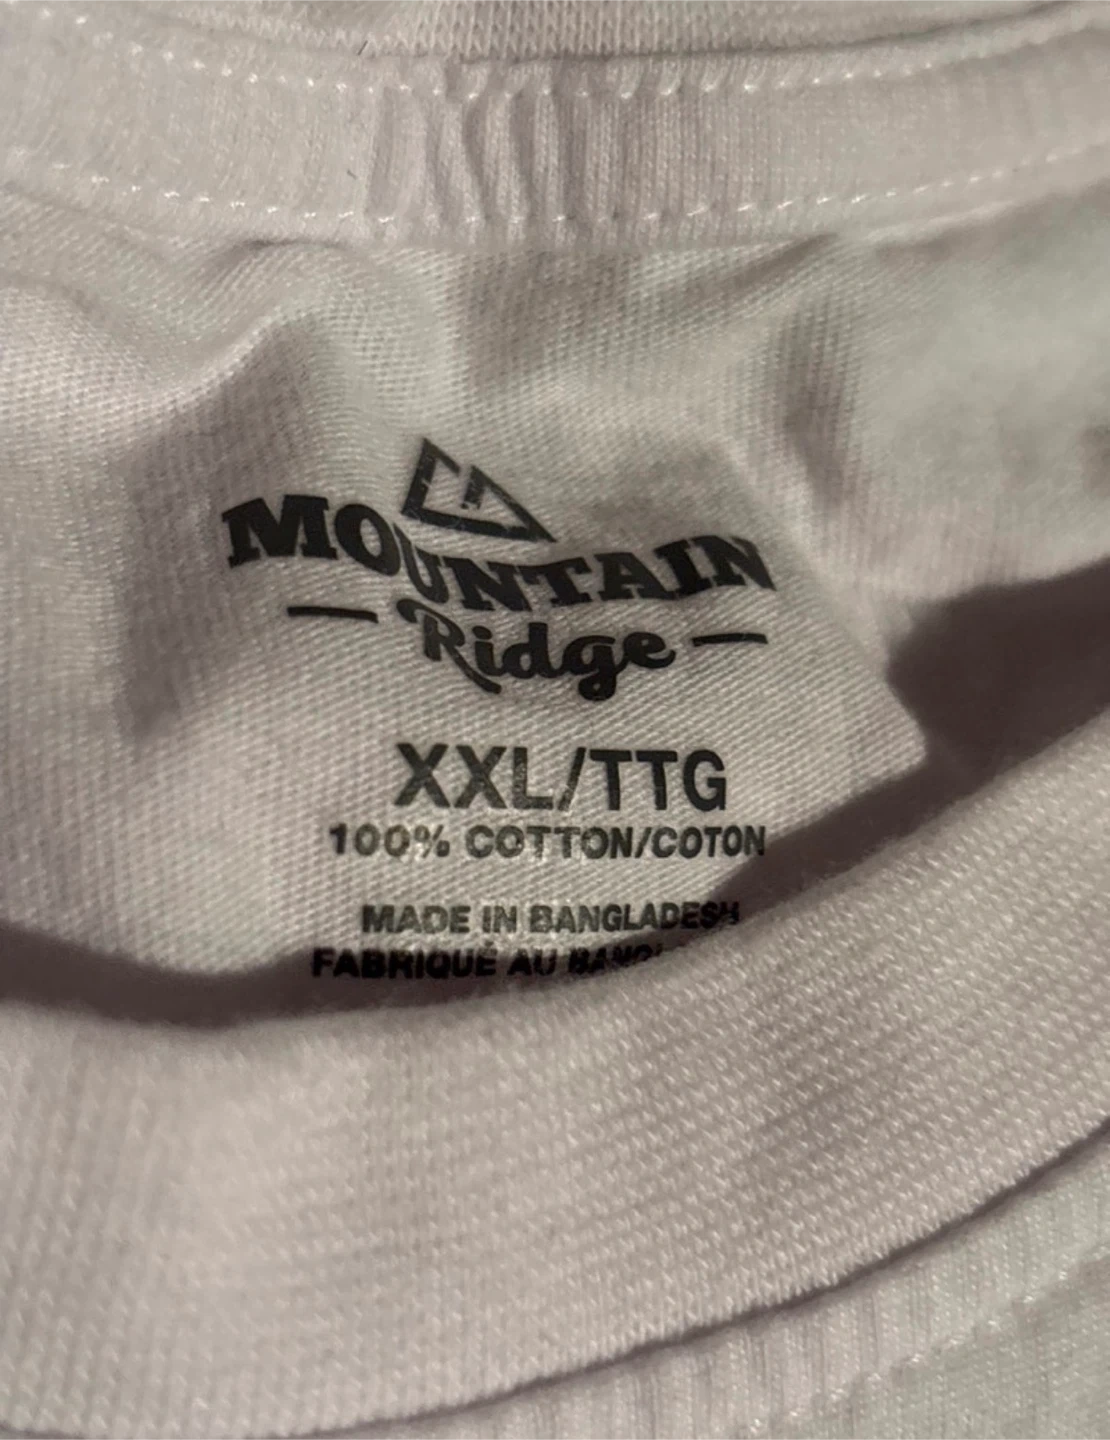 MOUNTAIN
Ridge
XXL/TTG
100% COTTON/COTON
MADE IN BANGLADESH
FABRIQUÉ AU